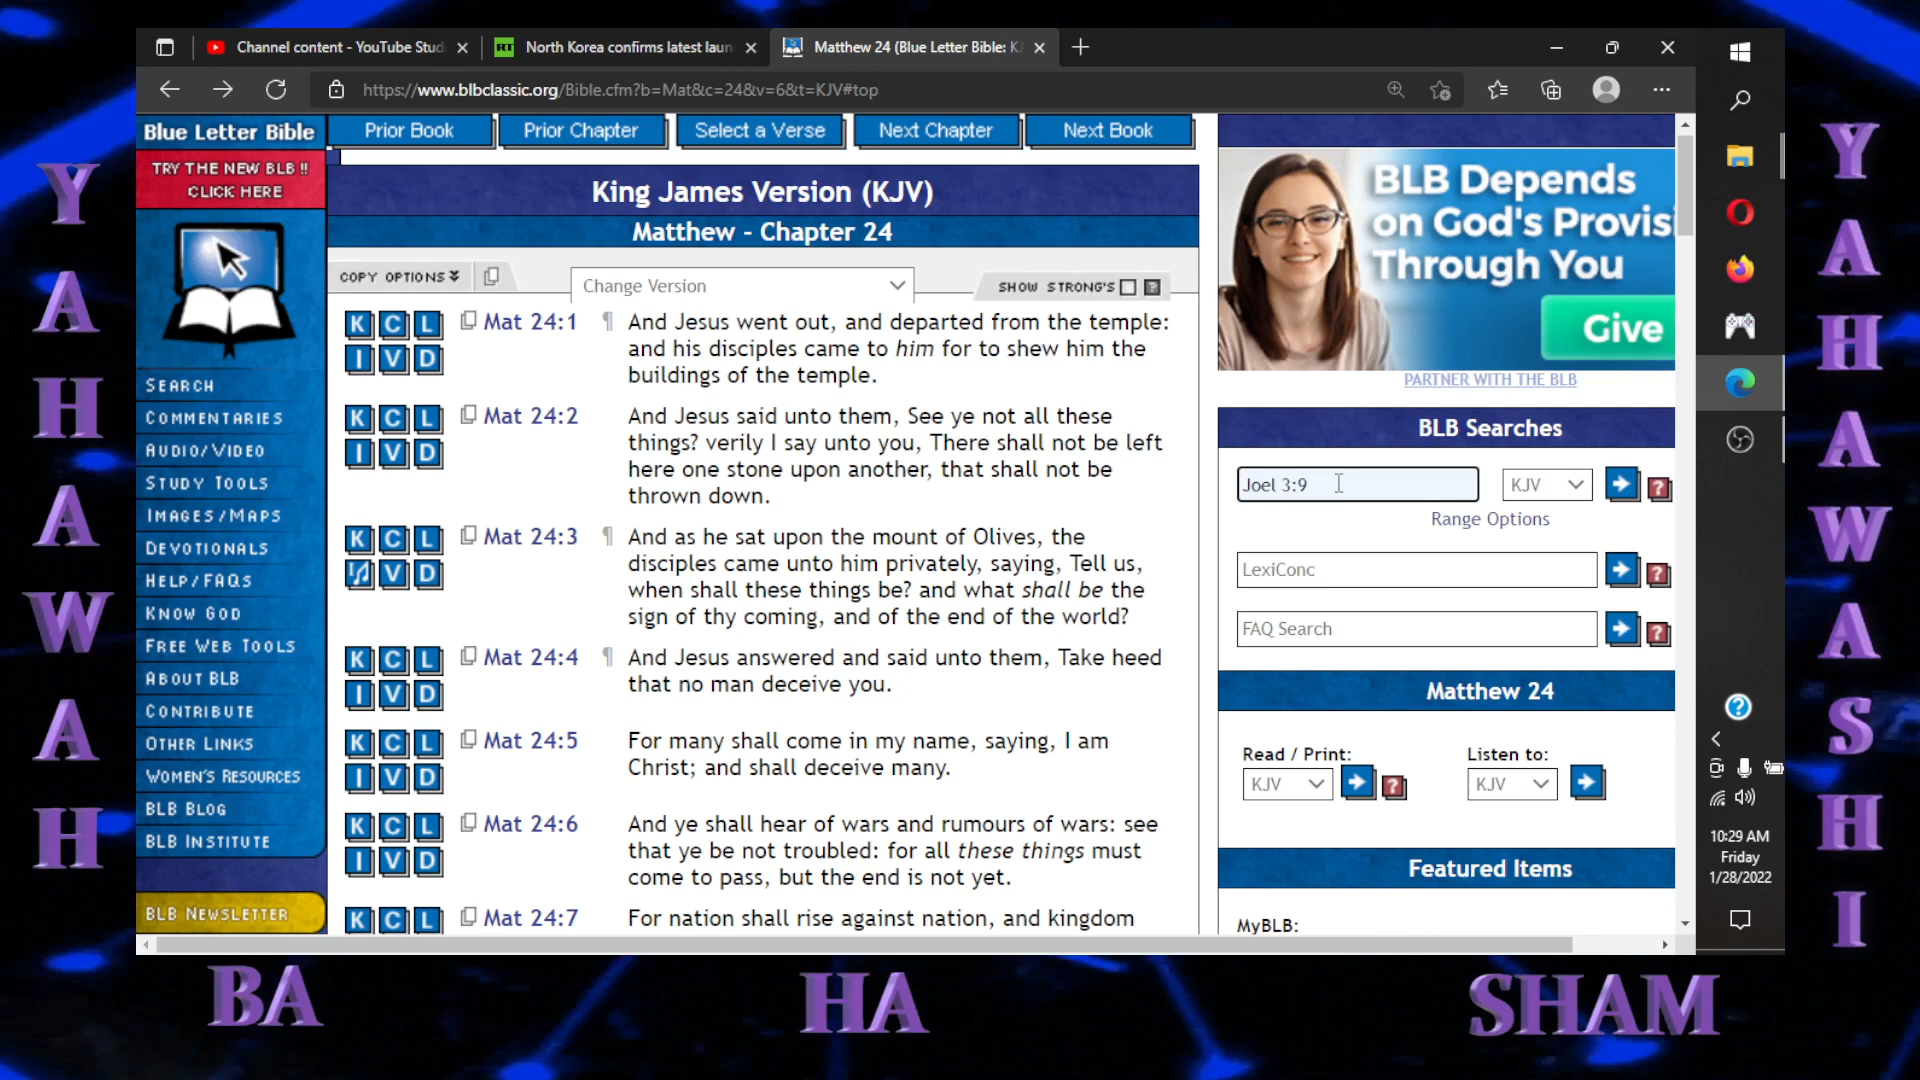 Channel content - YouTube Stud
North Korea confirms latest laun
Matthew 24 (Blue Letter Bible: K
https://www.blbclassic.org/Bible.cfm?b=Mat&c=24&v=6&t=KJV#top
Blue Letter Bible
Prior Book
Prior Chapter
Select a Verse
Next Chapter
Next Book
TRY THE NEW BLB !!
CLICK HERE
SEARCH
COMMENTARIES
AUDIO/VIDEO
STUDY TOOLS
IMAGES/MAPS
DEVOTIONALS
HELP/FAQS
KNOW GOD
FREE WEB TOOLS
ABOUT BLB
CONTRIBUTE
OTHER LINKS
WOMEN'S RESOURCES
BLB BLOG
BLB INSTITUTE
BLB NEWSLETTER
King James Version (KJV)
Matthew - Chapter 24
COPY OPTIONS
Change Version
SHOW STRONG'S ?
K C L
I V D
Mat 24:1 ¶ And Jesus went out, and departed from the temple:
and his disciples came to him for to shew him the
buildings of the temple.
K C L
I V D
Mat 24:2 And Jesus said unto them, See ye not all these
things? verily I say unto you, There shall not be left
here one stone upon another, that shall not be
thrown down.
K C L
I V D
Mat 24:3 ¶ And as he sat upon the mount of Olives, the
disciples came unto him privately, saying, Tell us,
when shall these things be? and what shall be the
sign of thy coming, and of the end of the world?
K C L
I V D
Mat 24:4 ¶ And Jesus answered and said unto them, Take heed
that no man deceive you.
K C L
I V D
Mat 24:5 For many shall come in my name, saying, I am
Christ; and shall deceive many.
K C L
I V D
Mat 24:6 And ye shall hear of wars and rumours of wars: see
that ye be not troubled: for all these things must
come to pass, but the end is not yet.
K C L
Mat 24:7 For nation shall rise against nation, and kingdom
BLB Depends
on God's Provis
Through You
Give
PARTNER WITH THE BLB
BLB Searches
Joel 3:9
KJV
?
Range Options
LexiConc
?
FAQ Search
?
Matthew 24
Read / Print:
KJV
?
Listen to:
KJV
Featured Items
MyBLB:
10:29 AM
Friday
1/28/2022
YAHAWAH
YAHAWASHI
BA
HA
SHAM